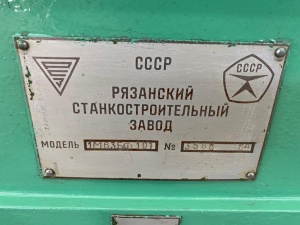 СССР
СССР
РЯЗАНСКИЙ
СТАНКОСТРОИТЕЛЬНЫЙ
ЗАВОД
МОДЕЛЬ №